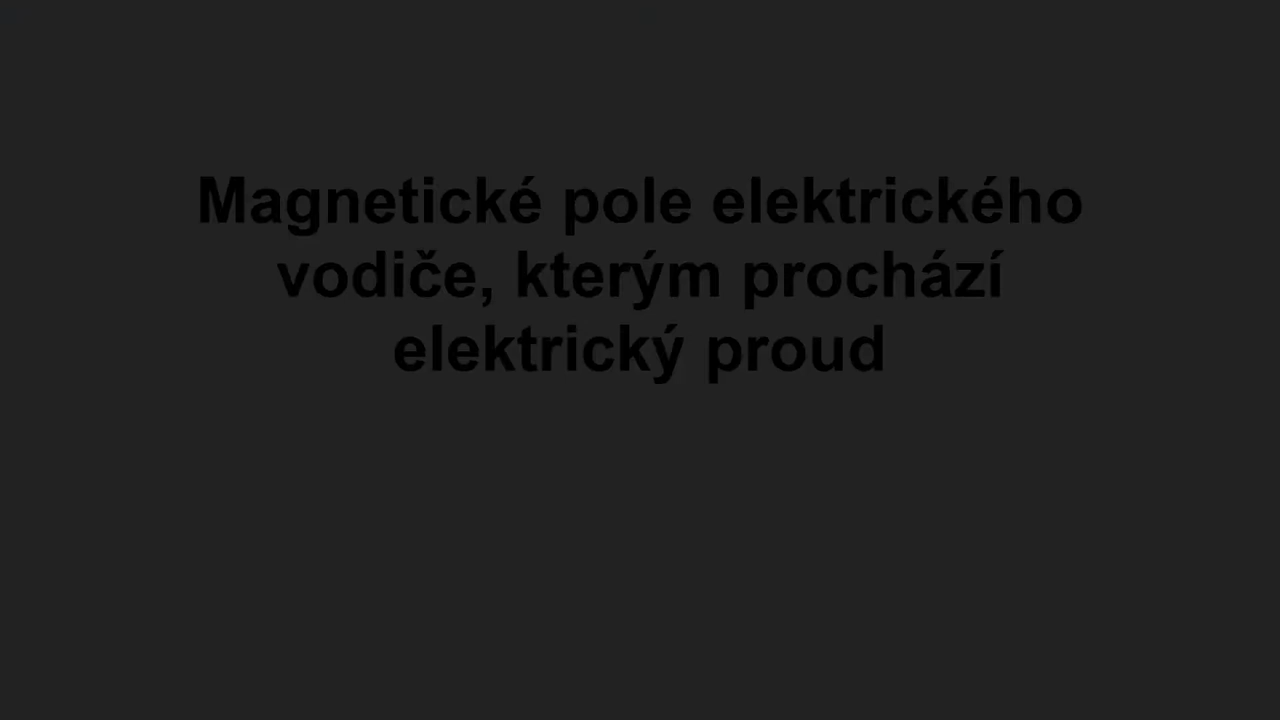 Magnetické pole elektrického
vodiče, kterým prochází
elektrický proud